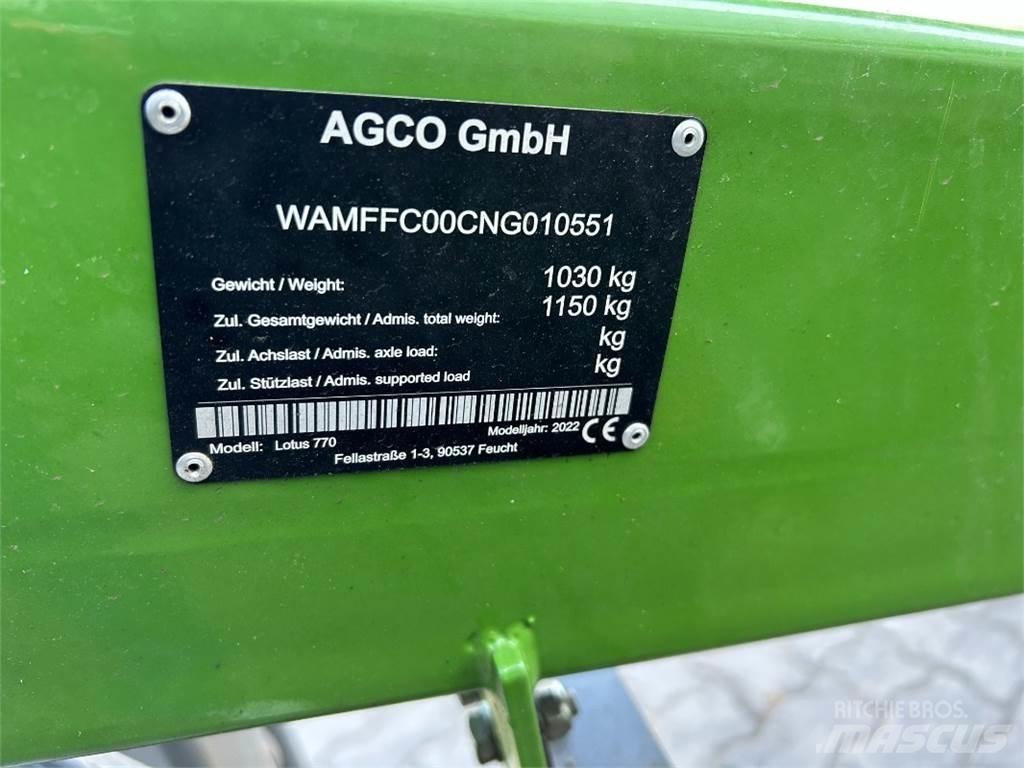 AGCO GmbH
WAMFFC00CNG010551
Gewicht / Weight: 1030 kg
Zul. Gesamtgewicht / Admis. total weight: 1150 kg
Zul. Achslast / Admis. axle load: kg
Zul. Stützlast / Admis. supported load kg
Modell: Lotus 770 Modelljahr: 2022 CE
Fellastraße 1-3, 90537 Feucht
RITCHIE BROS.
MASCUS